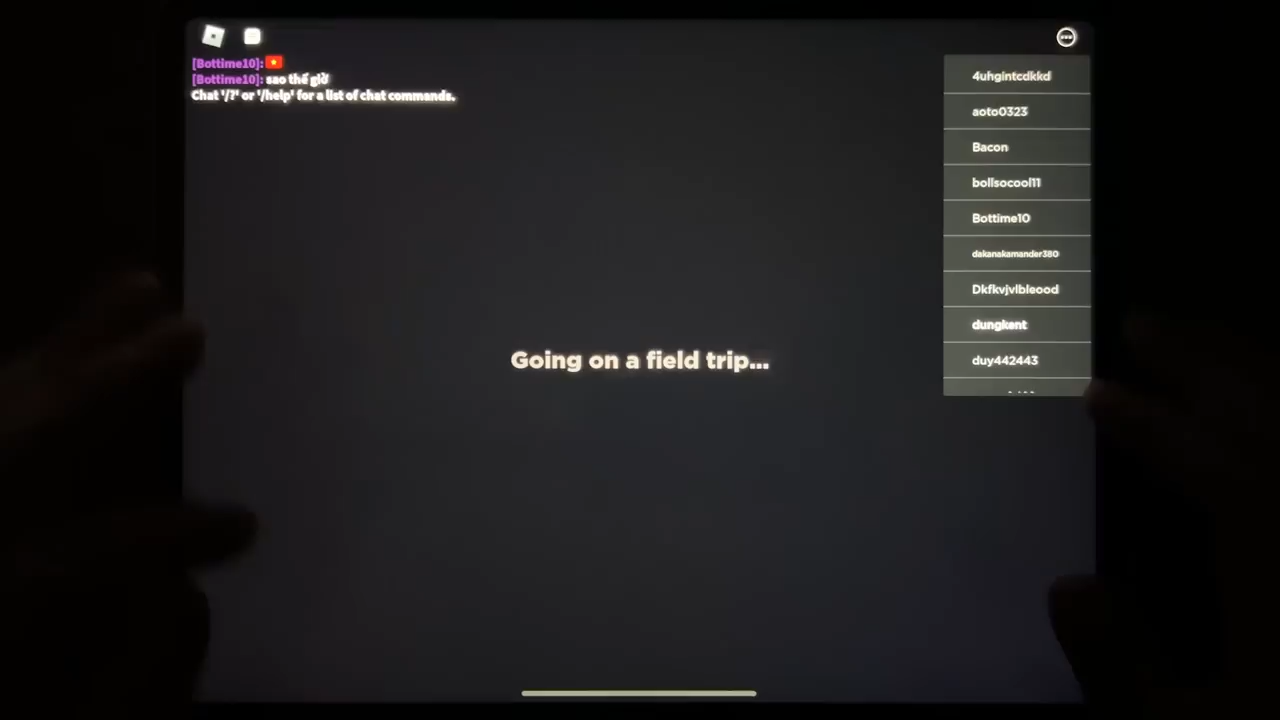 [Bottime10]: 🇻🇳
[Bottime10]: sao thế giờ
Chat '/?' or '/help' for a list of chat commands.
4uhgintcdkkd
aoto0323
Bacon
bollsocool11
Bottime10
dakanakamander380
Dkfkvjvlbleood
dungkent
duy442443
Going on a field trip...